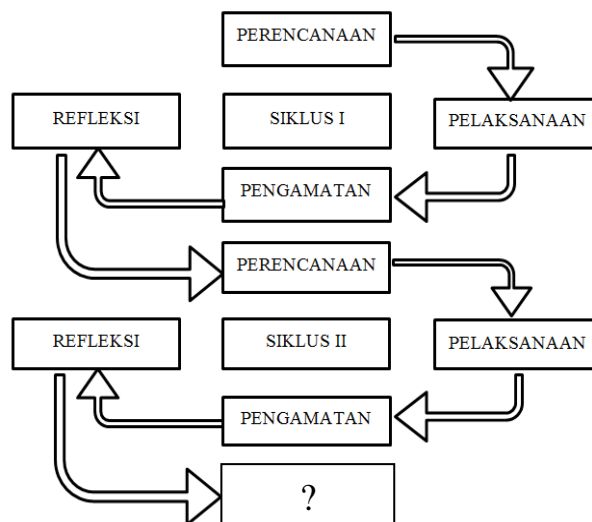 PERENCANAAN
REFLEKSI
SIKLUS I
PELAKSANAAN
PENGAMATAN
PERENCANAAN
REFLEKSI
SIKLUS II
PELAKSANAAN
PENGAMATAN
?